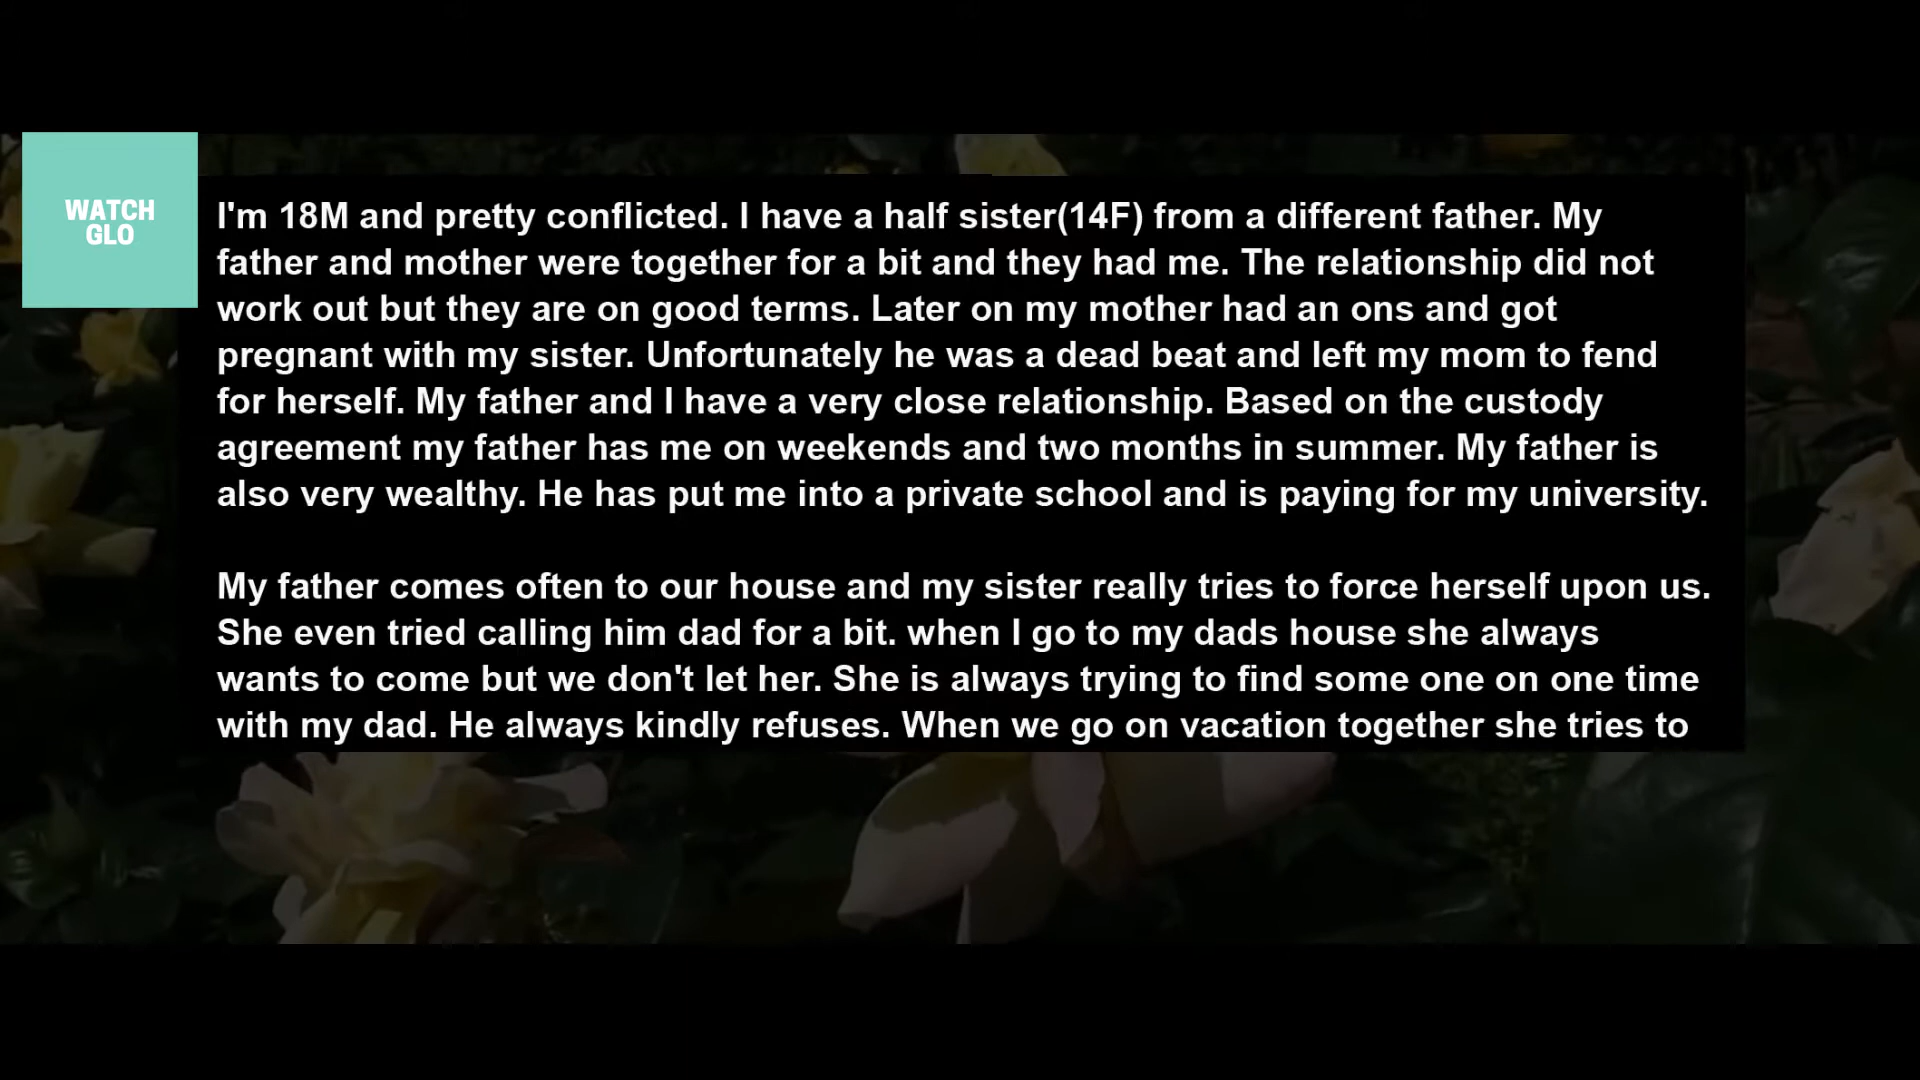 WATCH
GLO
I'm 18M and pretty conflicted. I have a half sister(14F) from a different father. My
father and mother were together for a bit and they had me. The relationship did not
work out but they are on good terms. Later on my mother had an ons and got
pregnant with my sister. Unfortunately he was a dead beat and left my mom to fend
for herself. My father and I have a very close relationship. Based on the custody
agreement my father has me on weekends and two months in summer. My father is
also very wealthy. He has put me into a private school and is paying for my university.
My father comes often to our house and my sister really tries to force herself upon us.
She even tried calling him dad for a bit. when I go to my dads house she always
wants to come but we don't let her. She is always trying to find some one on one time
with my dad. He always kindly refuses. When we go on vacation together she tries to